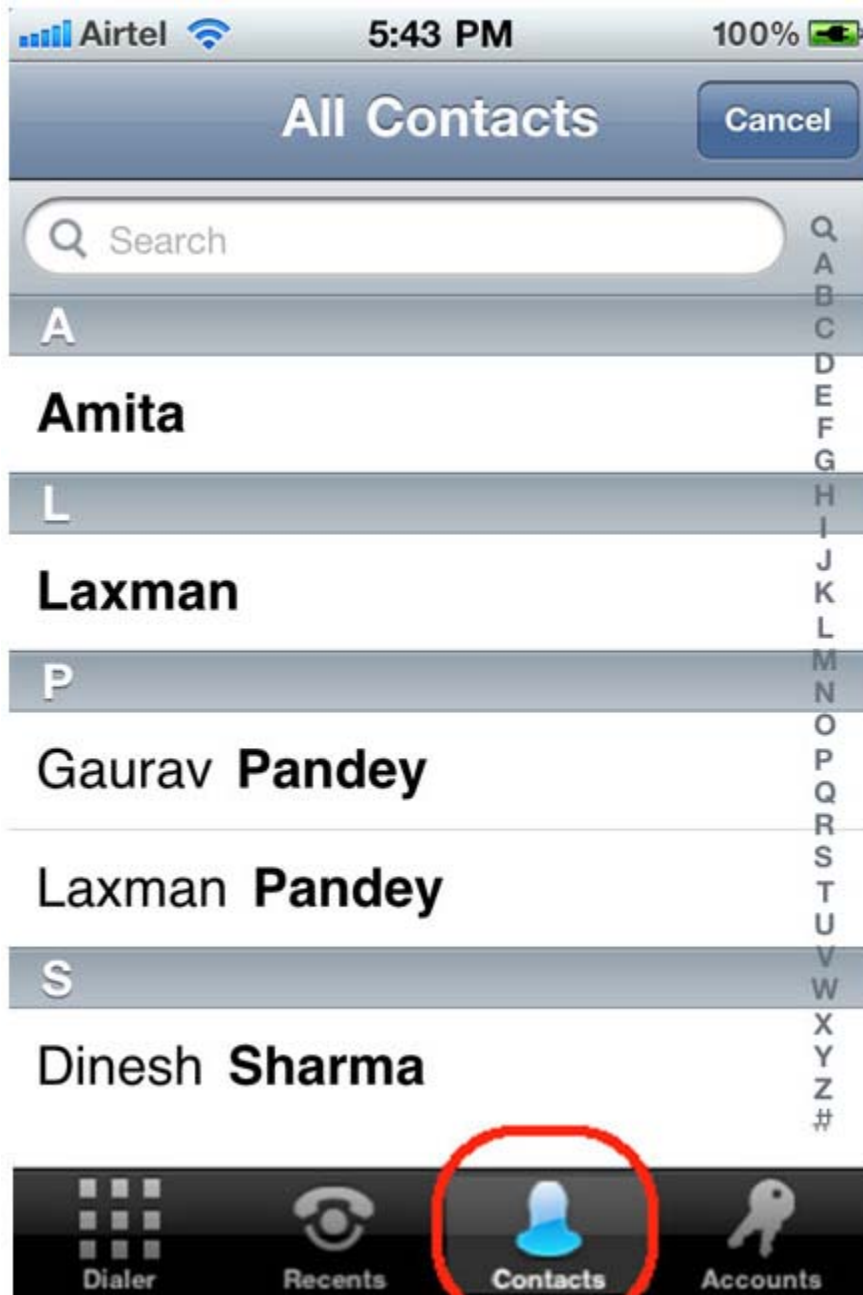 Airtel 5:43 PM 100%
All Contacts Cancel
Search
A
Amita
L
Laxman
P
Gaurav Pandey
Laxman Pandey
S
Dinesh Sharma
A
B
C
D
E
F
G
H
I
J
K
L
M
N
O
P
Q
R
S
T
U
V
W
X
Y
Z
#
Dialer Recents Contacts Accounts